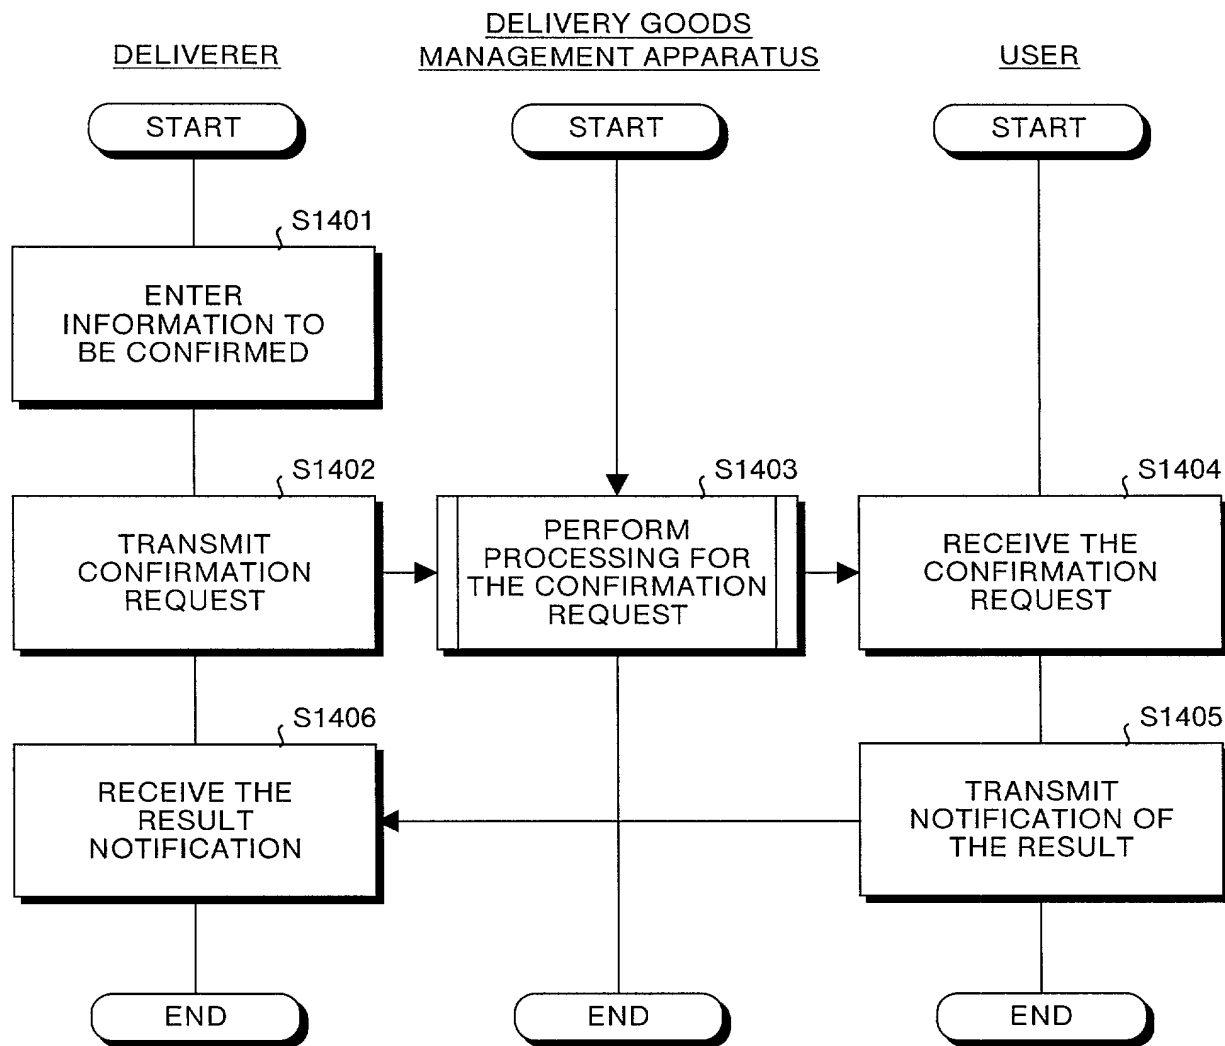 DELIVERER
DELIVERY GOODS
MANAGEMENT APPARATUS
USER
START
START
START
S1401
ENTER
INFORMATION TO
BE CONFIRMED
S1402
TRANSMIT
CONFIRMATION
REQUEST
S1403
PERFORM
PROCESSING FOR
THE CONFIRMATION
REQUEST
S1404
RECEIVE THE
CONFIRMATION
REQUEST
S1406
RECEIVE THE
RESULT
NOTIFICATION
S1405
TRANSMIT
NOTIFICATION OF
THE RESULT
END
END
END